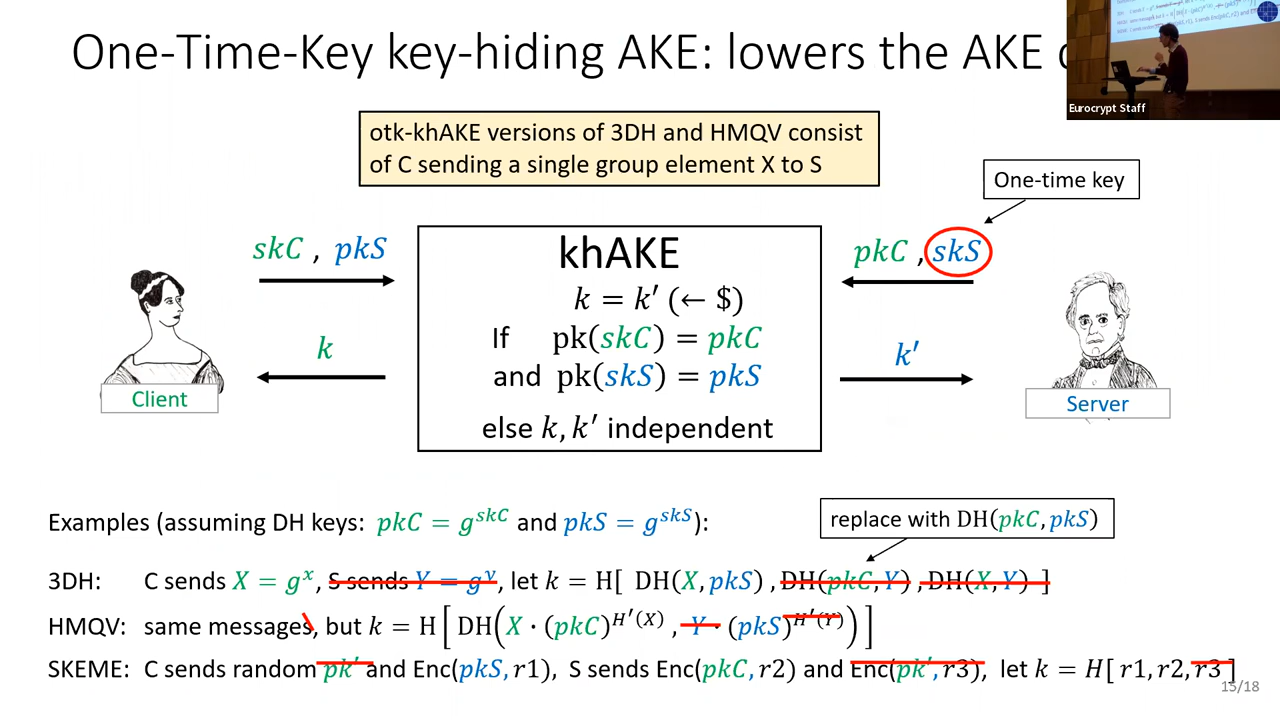 One-Time-Key key-hiding AKE: lowers the AKE
Eurocrypt Staff
otk-khAKE versions of 3DH and HMQV consist
of C sending a single group element X to S
One-time key
skC , pkS
khAKE
pkC , skS
k = k′ (← $)
If pk(skC) = pkC
and pk(skS) = pkS
else k, k′ independent
k
k′
Client
Server
Examples (assuming DH keys: pkC = g^skC and pkS = g^skS):
replace with DH(pkC, pkS)
3DH: C sends X = g^x, S sends Y = g^y, let k = H[ DH(X, pkS) , DH(pkC, Y) , DH(X, Y) ]
HMQV: same messages, but k = H[ DH(X · (pkC)^H′(X) , Y · (pkS)^H′(Y)) ]
SKEME: C sends random pk′ and Enc(pkS, r1), S sends Enc(pkC, r2) and Enc(pk′, r3), let k = H[ r1, r2, r3 ]
15/18